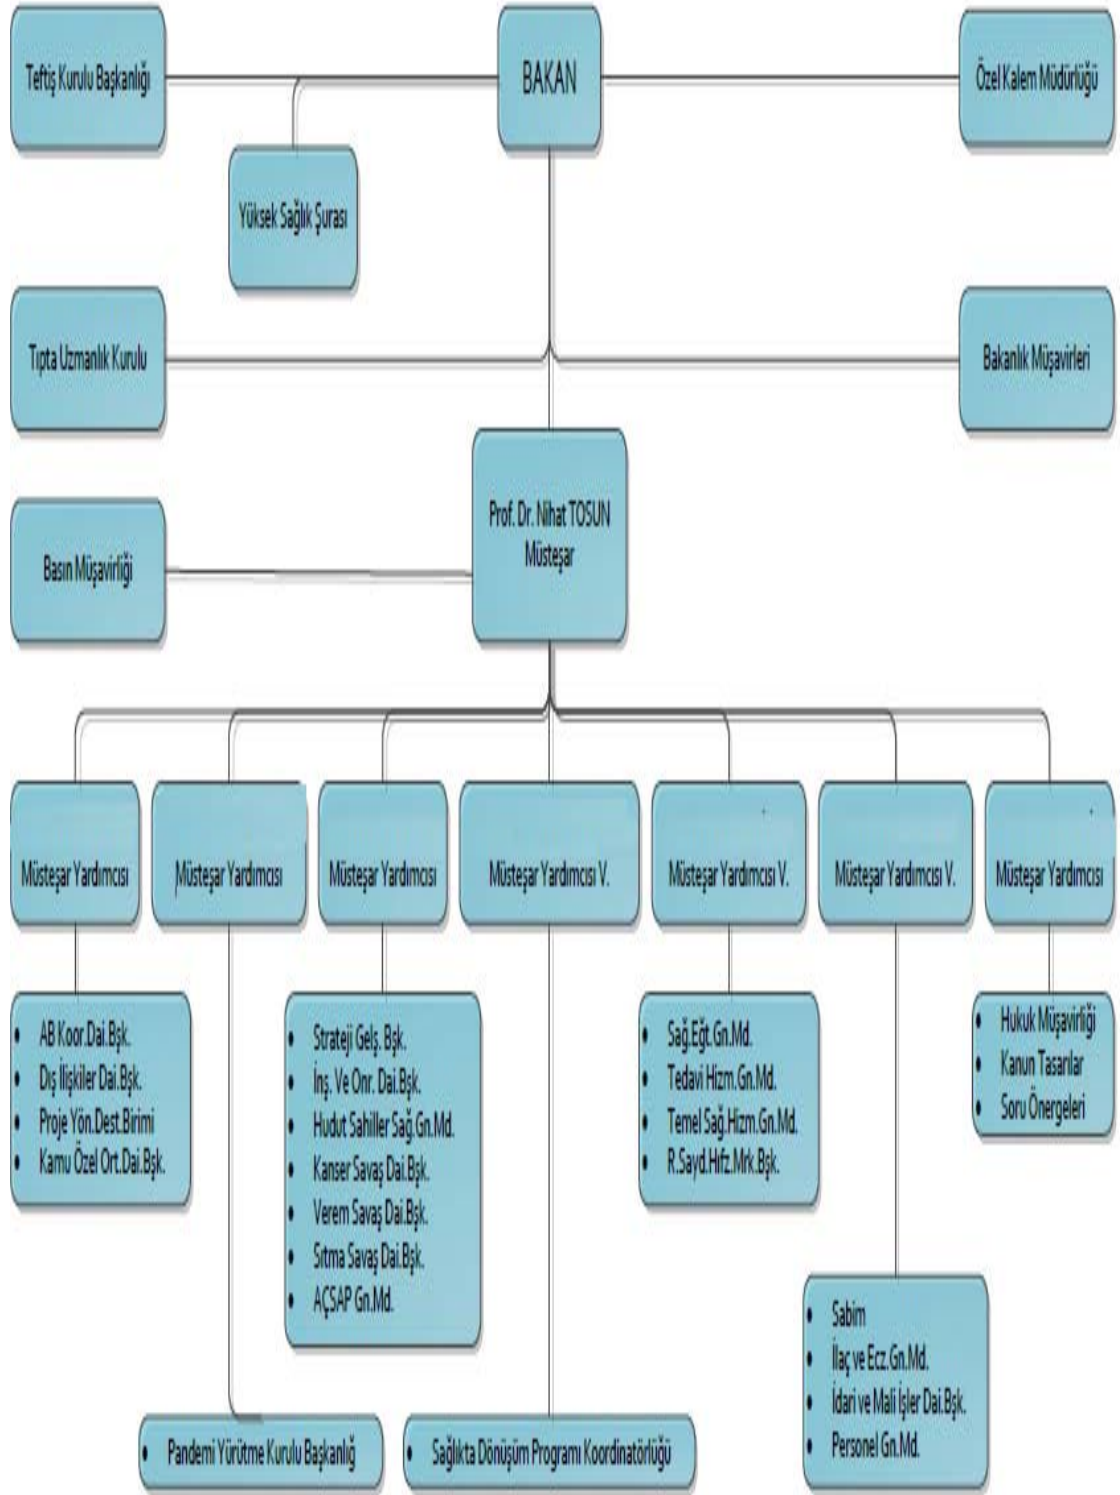 Teftiş Kurulu Başkanlığı
BAKAN
Özel Kalem Müdürlüğü
Yüksek Sağlık Şurası
Tıpta Uzmanlık Kurulu
Bakanlık Müşavirleri
Prof. Dr. Nihat TOSUN
Müsteşar
Basın Müşavirliği
Müsteşar Yardımcısı
Müsteşar Yardımcısı
Müsteşar Yardımcısı
Müsteşar Yardımcısı V.
Müsteşar Yardımcısı V.
Müsteşar Yardımcısı V.
Müsteşar Yardımcısı
• AB Koor.Dai.Bşk.
• Dış İlişkiler Dai.Bşk.
• Proje Yön.Dest.Birimi
• Kamu Özel Ort.Dai.Bşk.
• Strateji Gelş. Bşk.
• İnş. Ve Onr. Dai.Bşk.
• Hudut Sahiller Sağ.Gn.Md.
• Kanser Savaş Dai.Bşk.
• Verem Savaş Dai.Bşk.
• Sıtma Savaş Dai.Bşk.
• AÇSAP Gn.Md.
• Sağ.Eğt.Gn.Md.
• Tedavi Hizm.Gn.Md.
• Temel Sağ.Hizm.Gn.Md.
• R.Sayd.Hıfz.Mrk.Bşk.
• Hukuk Müşavirliği
• Kanun Tasarılar
• Soru Önergeleri
• Sabim
• İlaç ve Ecz.Gn.Md.
• İdari ve Mali İşler Dai.Bşk.
• Personel Gn.Md.
• Pandemi Yürütme Kurulu Başkanlığ
• Sağlıkta Dönüşüm Programı Koordinatörlüğü